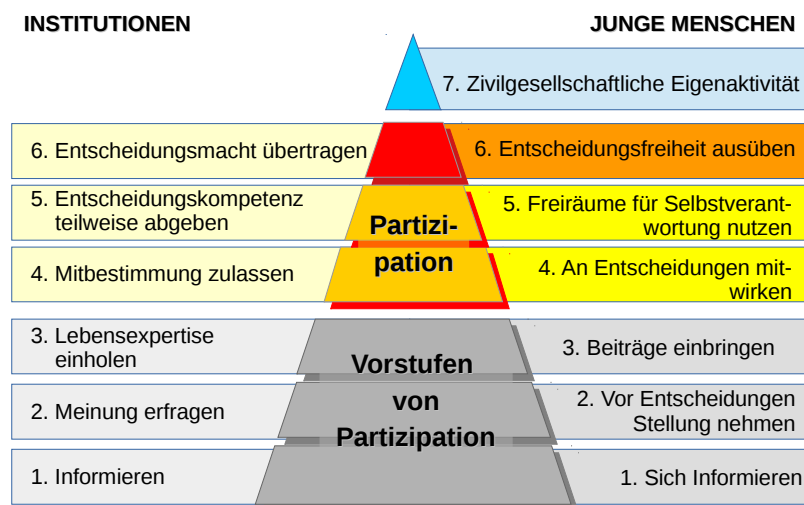 INSTITUTIONEN
JUNGE MENSCHEN
7. Zivilgesellschaftliche Eigenaktivität
6. Entscheidungsmacht übertragen
6. Entscheidungsfreiheit ausüben
5. Entscheidungskompetenz
teilweise abgeben
5. Freiräume für Selbstverant-
wortung nutzen
Partizi-
pation
4. Mitbestimmung zulassen
4. An Entscheidungen mit-
wirken
3. Lebensexpertise
einholen
3. Beiträge einbringen
Vorstufen
von
Partizipation
2. Meinung erfragen
2. Vor Entscheidungen
Stellung nehmen
1. Informieren
1. Sich Informieren